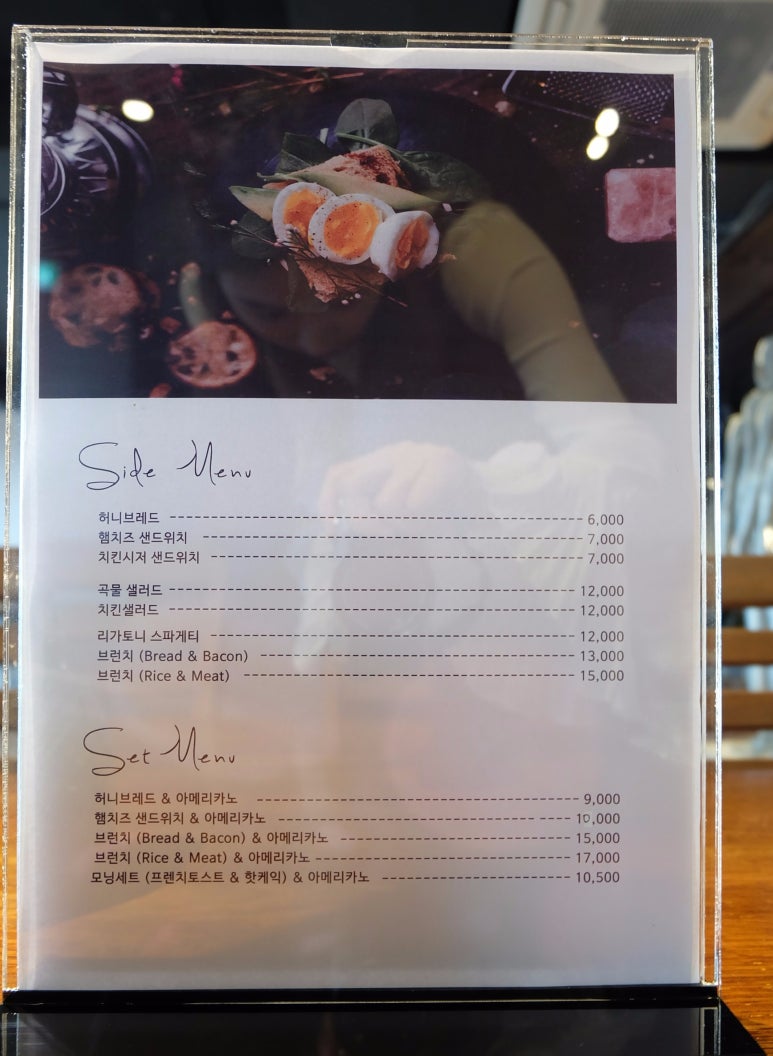 Side Menu
허니브레드 6,000
햄치즈 샌드위치 7,000
치킨시저 샌드위치 7,000
곡물 샐러드 12,000
치킨샐러드 12,000
리가토니 스파게티 12,000
브런치 (Bread & Bacon) 13,000
브런치 (Rice & Meat) 15,000
Set Menu
허니브레드 & 아메리카노 9,000
햄치즈 샌드위치 & 아메리카노 10,000
브런치 (Bread & Bacon) & 아메리카노 15,000
브런치 (Rice & Meat) & 아메리카노 17,000
모닝세트 (프렌치토스트 & 핫케익) & 아메리카노 10,500